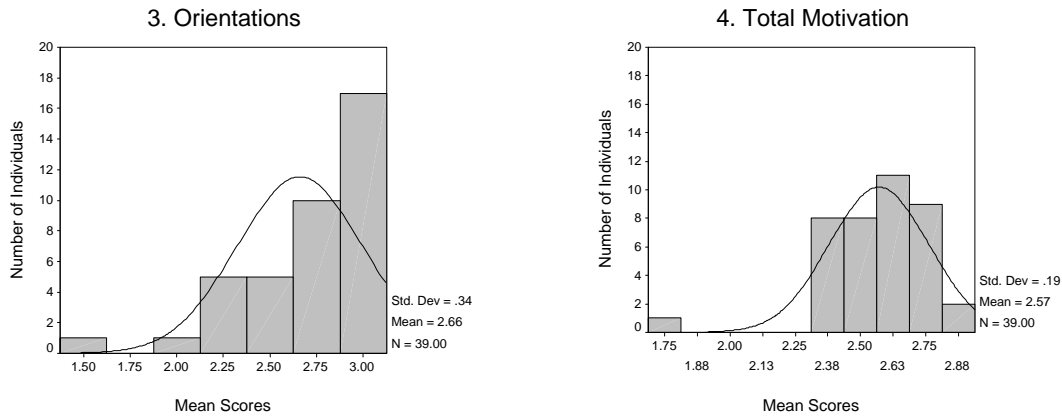 3. Orientations
20
18
16
14
12
10
8
6
4
2
0
Number of Individuals
1.50 1.75 2.00 2.25 2.50 2.75 3.00
Mean Scores
Std. Dev = .34
Mean = 2.66
N = 39.00
4. Total Motivation
20
18
16
14
12
10
8
6
4
2
0
Number of Individuals
1.75 2.00 2.25 2.50 2.75
1.88 2.13 2.38 2.63 2.88
Mean Scores
Std. Dev = .19
Mean = 2.57
N = 39.00